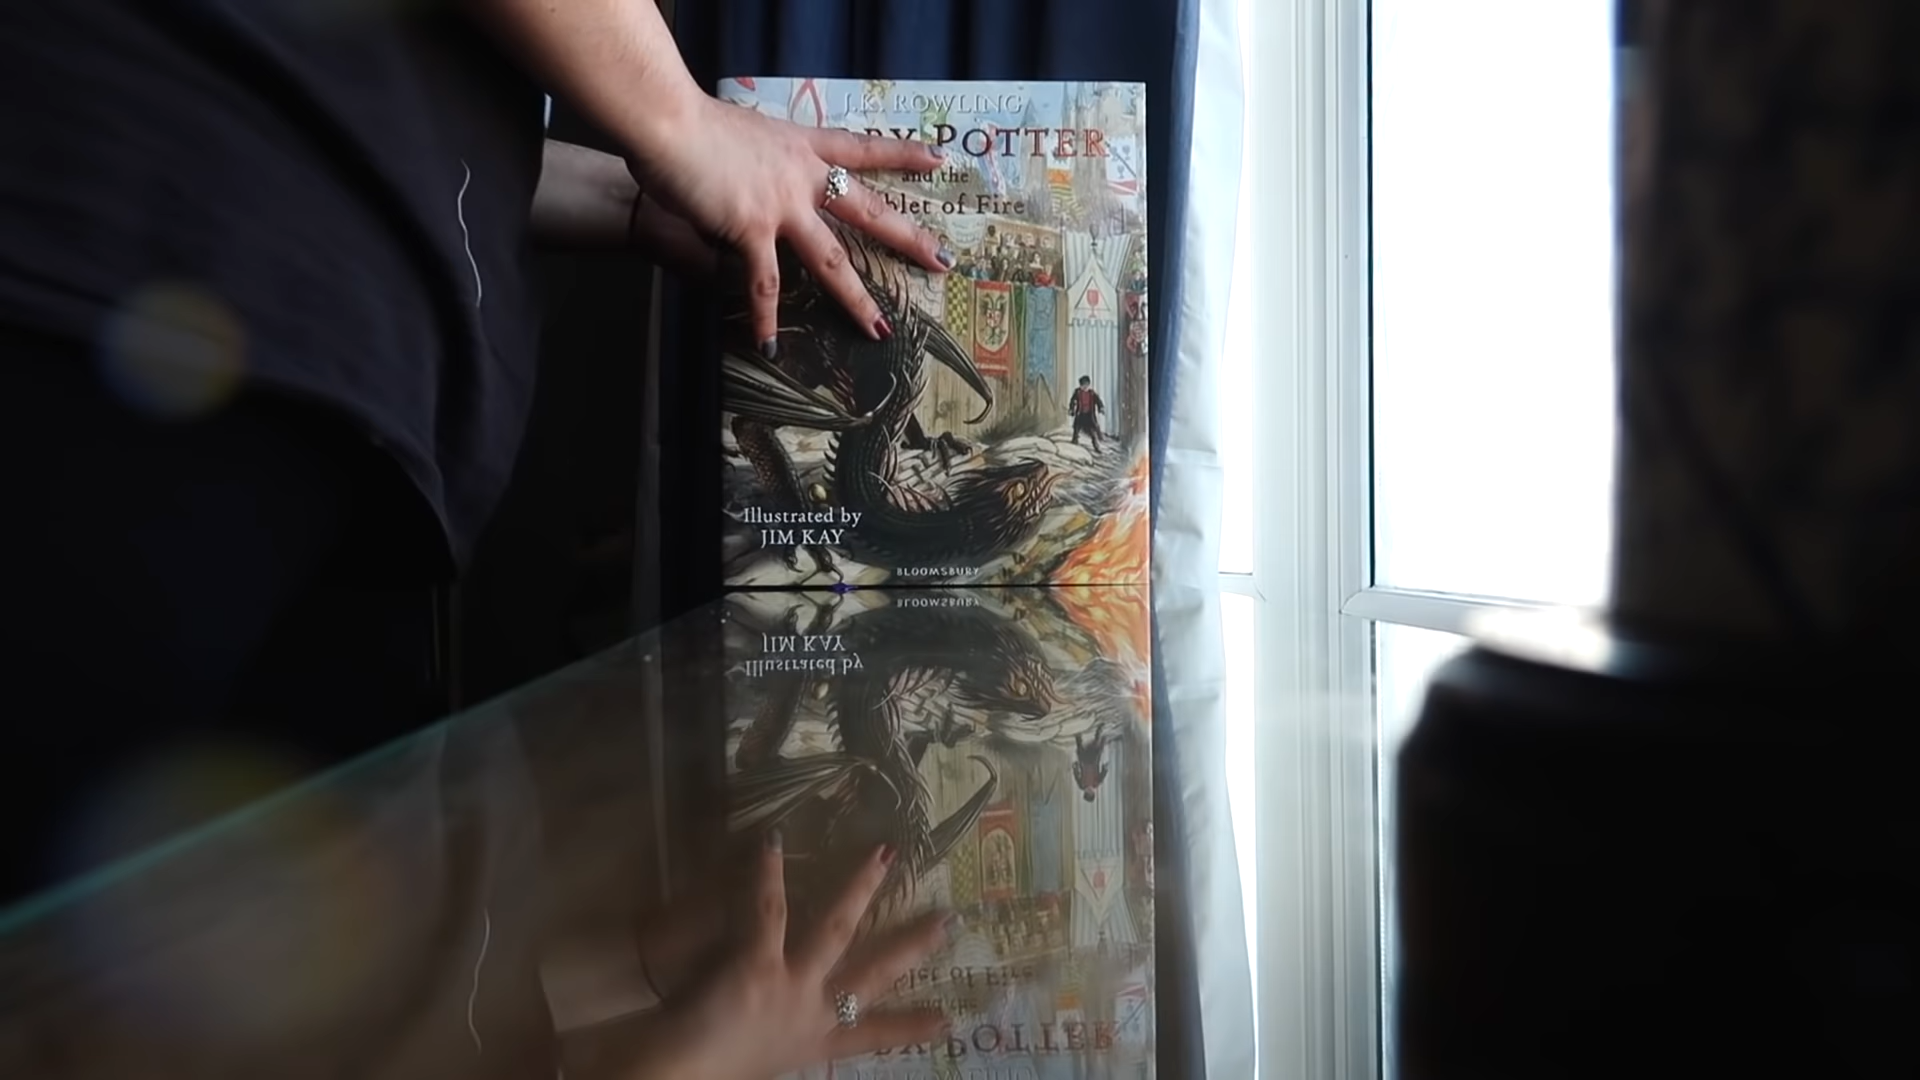 J.K. ROWLING
POTTER
and the
of Fire
Illustrated by
JIM KAY
BLOOMSBURY